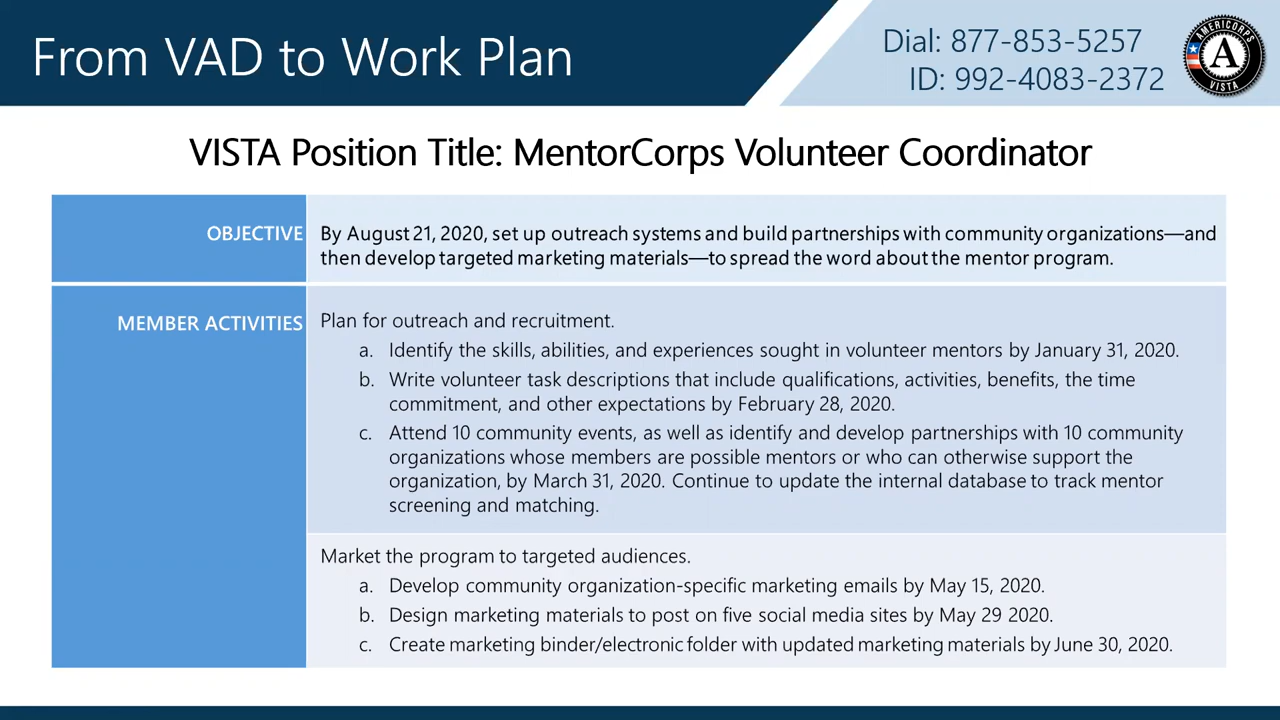 From VAD to Work Plan
Dial: 877-853-5257
ID: 992-4083-2372
AMERICORPS
A
VISTA
VISTA Position Title: MentorCorps Volunteer Coordinator
OBJECTIVE
By August 21, 2020, set up outreach systems and build partnerships with community organizations—and
then develop targeted marketing materials—to spread the word about the mentor program.
MEMBER ACTIVITIES
Plan for outreach and recruitment.
a. Identify the skills, abilities, and experiences sought in volunteer mentors by January 31, 2020.
b. Write volunteer task descriptions that include qualifications, activities, benefits, the time
commitment, and other expectations by February 28, 2020.
c. Attend 10 community events, as well as identify and develop partnerships with 10 community
organizations whose members are possible mentors or who can otherwise support the
organization, by March 31, 2020. Continue to update the internal database to track mentor
screening and matching.
Market the program to targeted audiences.
a. Develop community organization-specific marketing emails by May 15, 2020.
b. Design marketing materials to post on five social media sites by May 29 2020.
c. Create marketing binder/electronic folder with updated marketing materials by June 30, 2020.